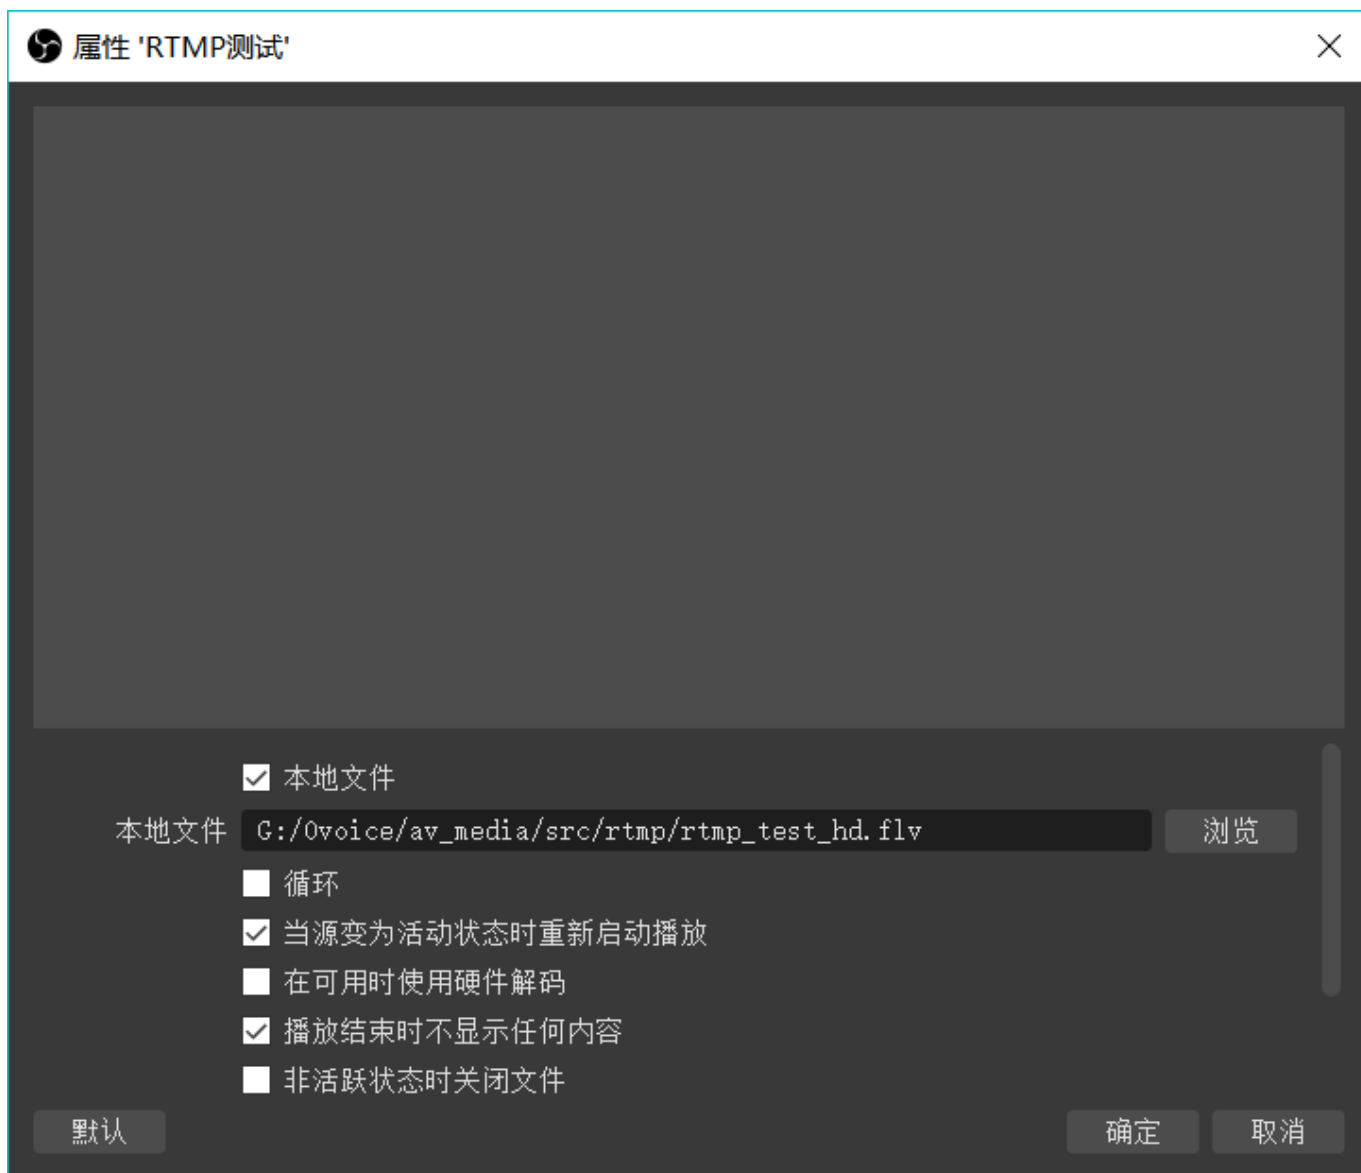 属性 'RTMP测试'
本地文件
本地文件 G:/0voice/av_media/src/rtmp/rtmp_test_hd.flv 浏览
循环
当源变为活动状态时重新启动播放
在可用时使用硬件解码
播放结束时不显示任何内容
非活跃状态时关闭文件
默认 确定 取消